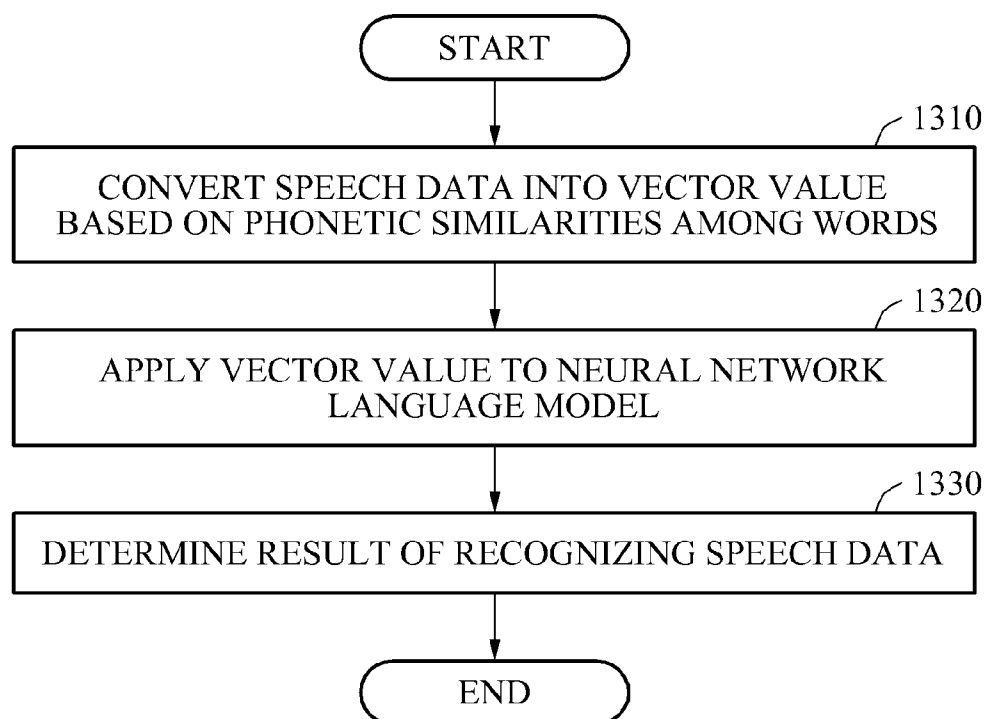 START
1310
CONVERT SPEECH DATA INTO VECTOR VALUE
BASED ON PHONETIC SIMILARITIES AMONG WORDS
1320
APPLY VECTOR VALUE TO NEURAL NETWORK
LANGUAGE MODEL
1330
DETERMINE RESULT OF RECOGNIZING SPEECH DATA
END